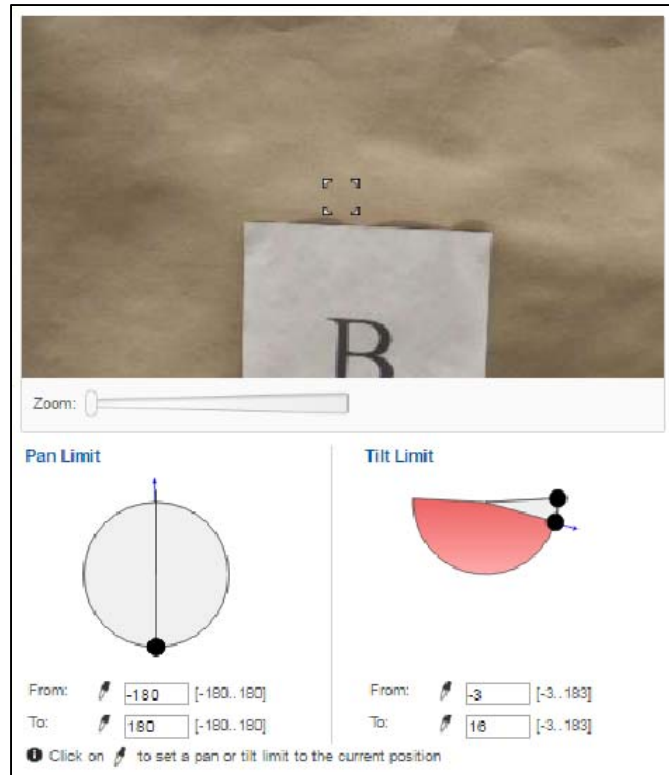 B
Zoom:
Pan Limit
Tilt Limit
From: -180 [-180..180]
To: 180 [-180..180]
From: -3 [-3..183]
To: 16 [-3..183]
Click on to set a pan or tilt limit to the current position